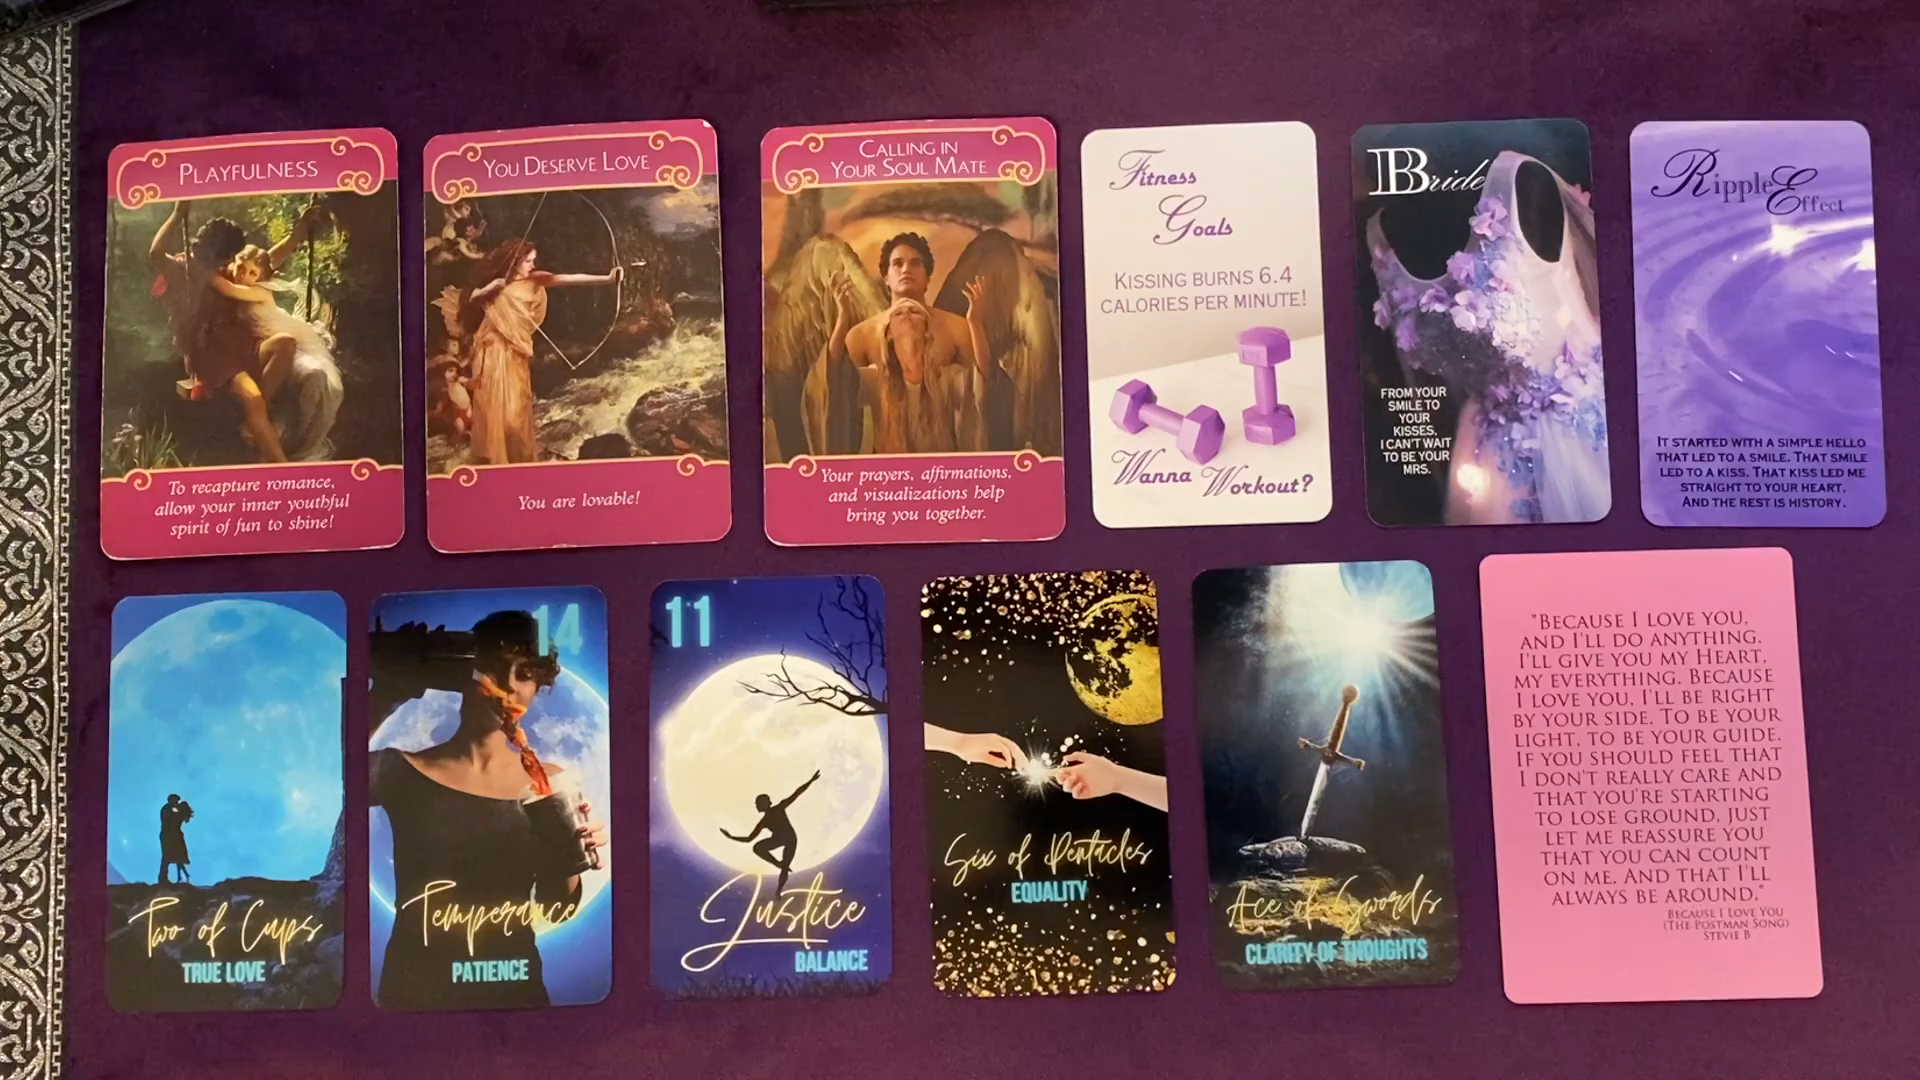 PLAYFULNESS
To recapture romance,
allow your inner youthful
spirit of fun to shine!
YOU DESERVE LOVE
You are lovable!
CALLING IN
YOUR SOUL MATE
Your prayers, affirmations,
and visualizations help
bring you together.
Fitness
Goals
KISSING BURNS 6.4
CALORIES PER MINUTE!
Wanna Workout?
Bride
FROM YOUR
SMILE TO
YOUR
KISSES,
I CAN'T WAIT
TO BE YOUR
MRS.
Ripple Effect
IT STARTED WITH A SIMPLE HELLO
THAT LED TO A SMILE. THAT SMILE
LED TO A KISS. THAT KISS LED ME
STRAIGHT TO YOUR HEART.
AND THE REST IS HISTORY.
Two of Cups
TRUE LOVE
14
Temperance
PATIENCE
11
Justice
BALANCE
Six of Pentacles
EQUALITY
Ace of Swords
CLARITY OF THOUGHTS
"BECAUSE I LOVE YOU,
AND I'LL DO ANYTHING.
I'LL GIVE YOU MY HEART,
MY EVERYTHING. BECAUSE
I LOVE YOU, I'LL BE RIGHT
BY YOUR SIDE. TO BE YOUR
LIGHT, TO BE YOUR GUIDE.
IF YOU SHOULD FEEL THAT
I DON'T REALLY CARE AND
THAT YOU'RE STARTING
TO LOSE GROUND, JUST
LET ME REASSURE YOU
THAT YOU CAN COUNT
ON ME. AND THAT I'LL
ALWAYS BE AROUND."
BECAUSE I LOVE YOU
(THE POSTMAN SONG)
STEVIE B